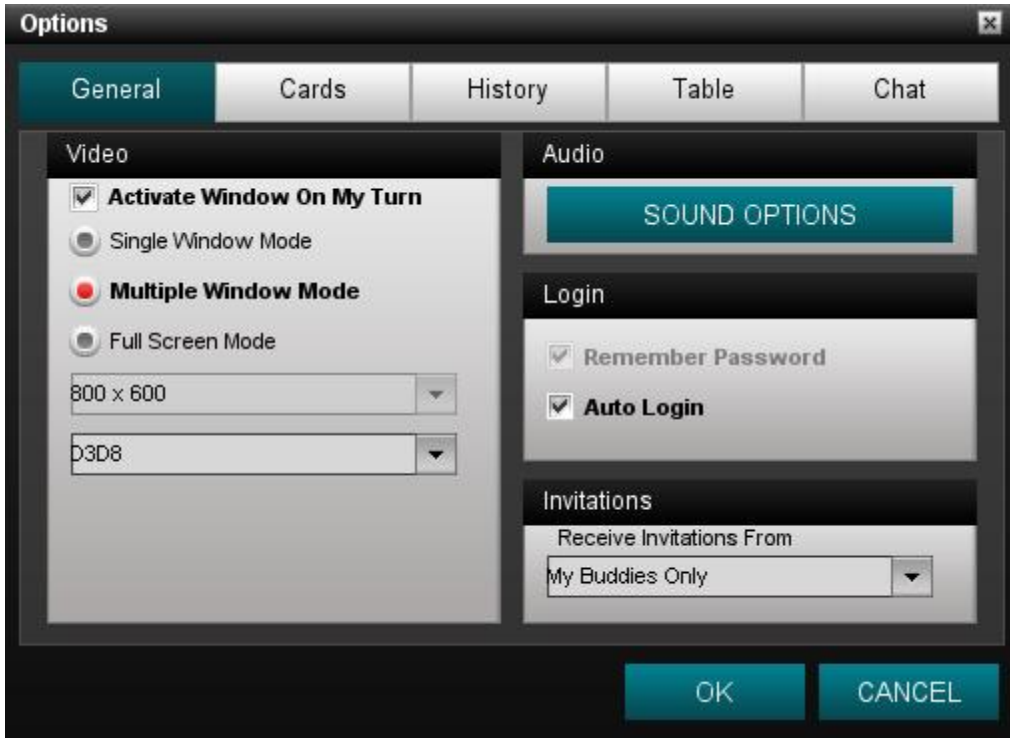 Options
General Cards History Table Chat
Video
Activate Window On My Turn
Single Window Mode
Multiple Window Mode
Full Screen Mode
800 x 600
D3D8
Audio
SOUND OPTIONS
Login
Remember Password
Auto Login
Invitations
Receive Invitations From
My Buddies Only
OK CANCEL